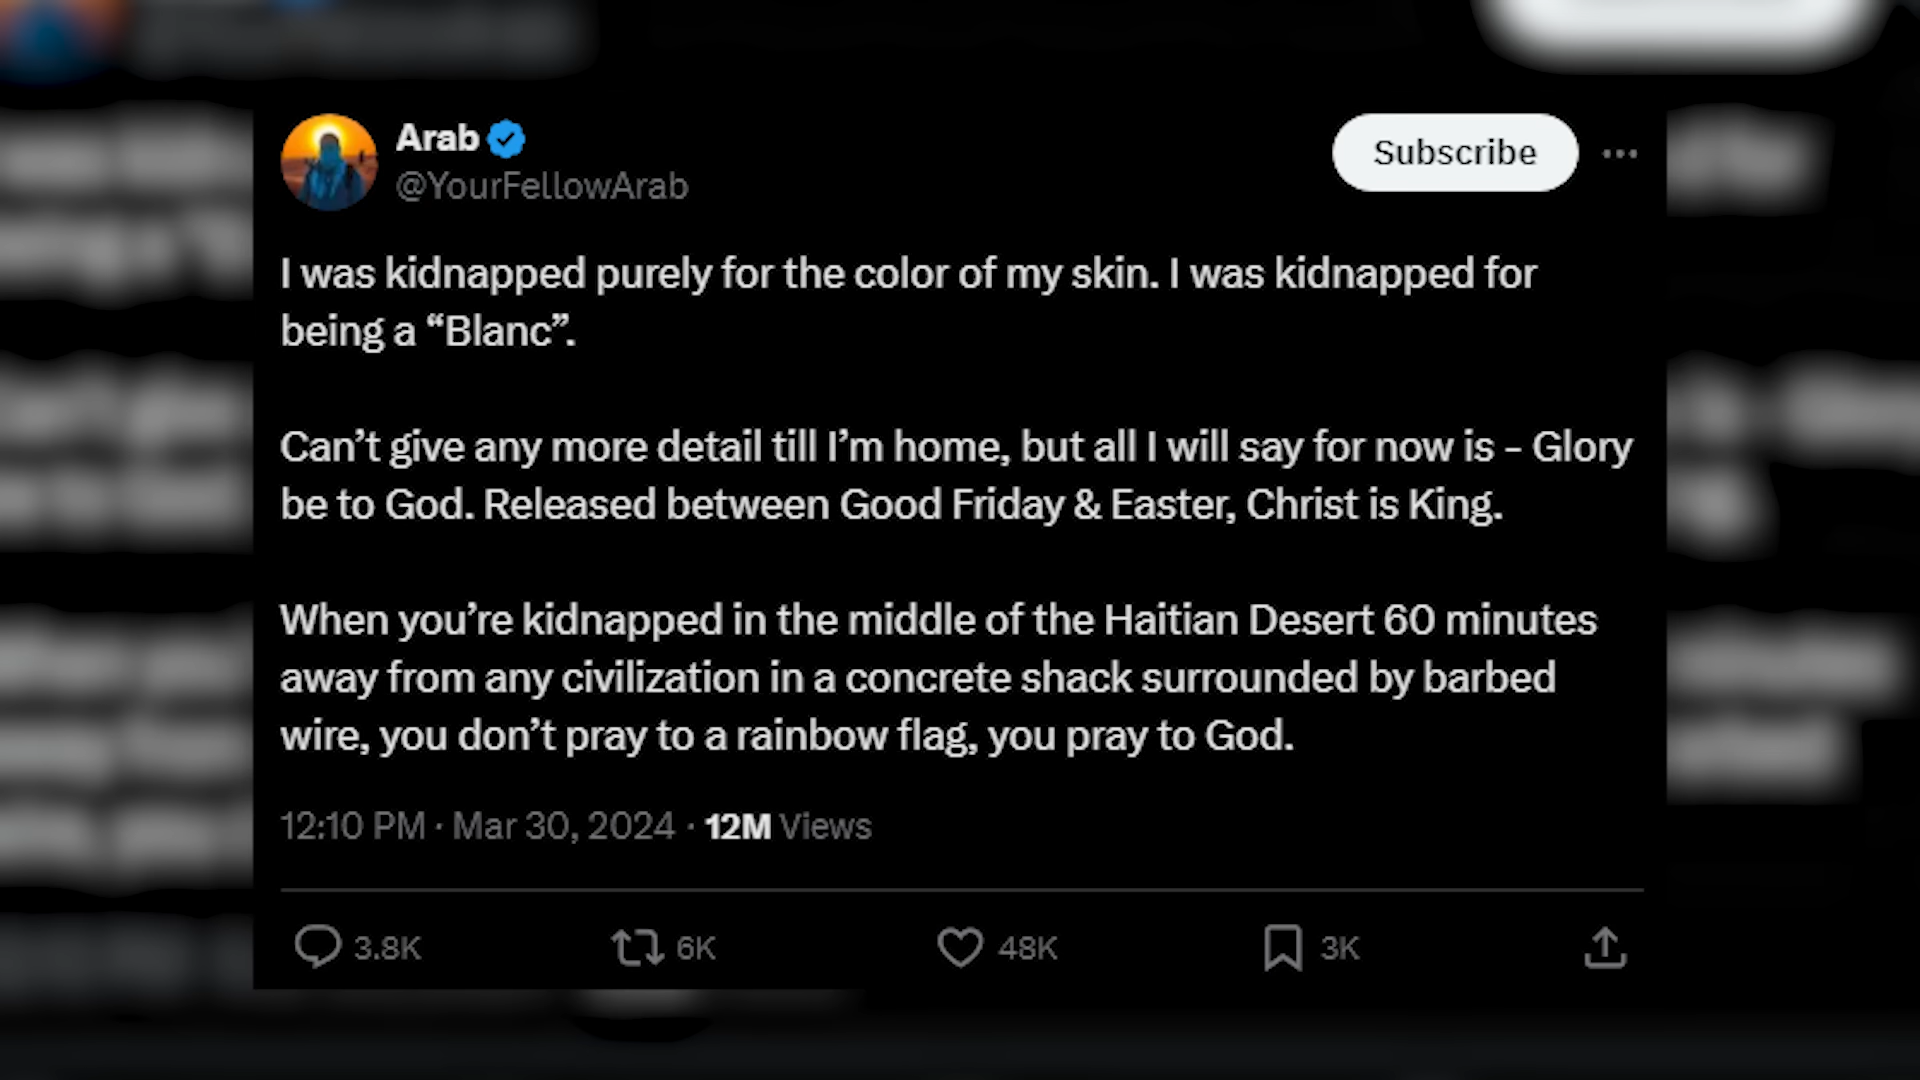 Arab
@YourFellowArab
Subscribe
I was kidnapped purely for the color of my skin. I was kidnapped for
being a “Blanc”.
Can’t give any more detail till I’m home, but all I will say for now is – Glory
be to God. Released between Good Friday & Easter, Christ is King.
When you’re kidnapped in the middle of the Haitian Desert 60 minutes
away from any civilization in a concrete shack surrounded by barbed
wire, you don’t pray to a rainbow flag, you pray to God.
12:10 PM · Mar 30, 2024 · 12M Views
3.8K 6K 48K 3K